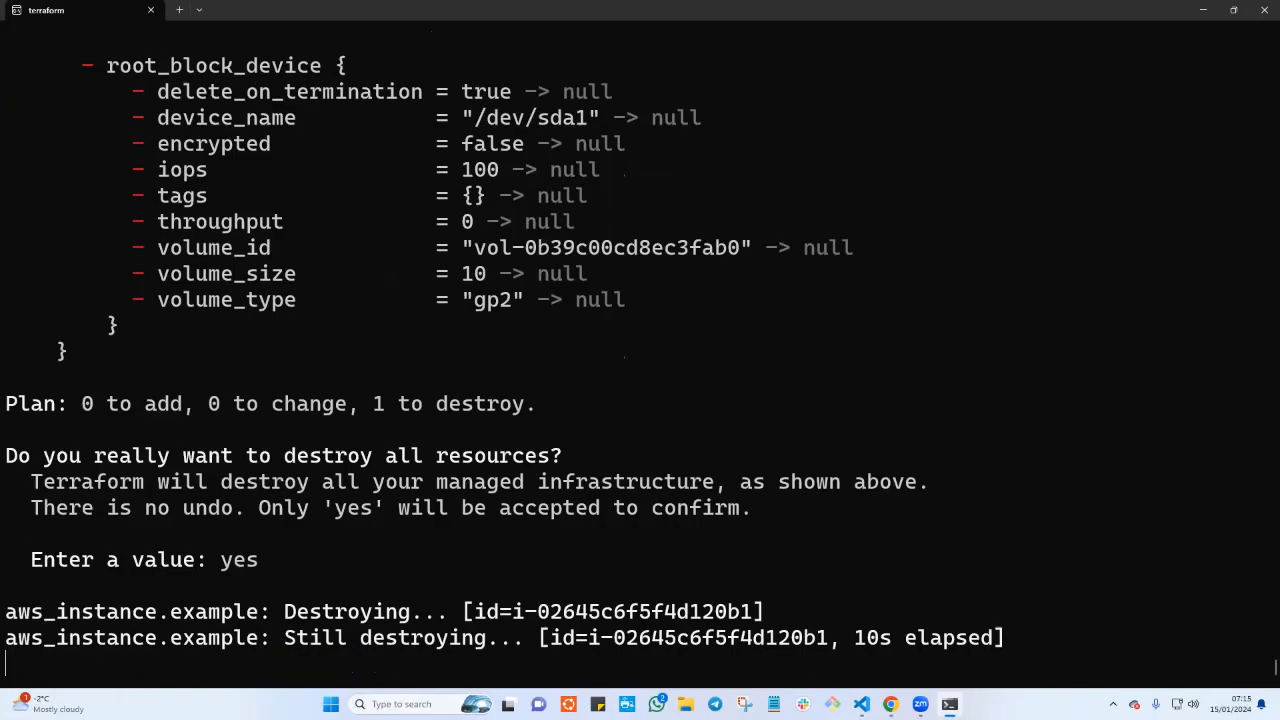 terraform
- root_block_device {
- delete_on_termination = true -> null
- device_name = "/dev/sda1" -> null
- encrypted = false -> null
- iops = 100 -> null
- tags = {} -> null
- throughput = 0 -> null
- volume_id = "vol-0b39c00cd8ec3fab0" -> null
- volume_size = 10 -> null
- volume_type = "gp2" -> null
}
}
Plan: 0 to add, 0 to change, 1 to destroy.
Do you really want to destroy all resources?
Terraform will destroy all your managed infrastructure, as shown above.
There is no undo. Only 'yes' will be accepted to confirm.
Enter a value: yes
aws_instance.example: Destroying... [id=i-02645c6f5f4d120b1]
aws_instance.example: Still destroying... [id=i-02645c6f5f4d120b1, 10s elapsed]
1
-2°C
Mostly cloudy
Type to search
2
zm
07:15
15/01/2024